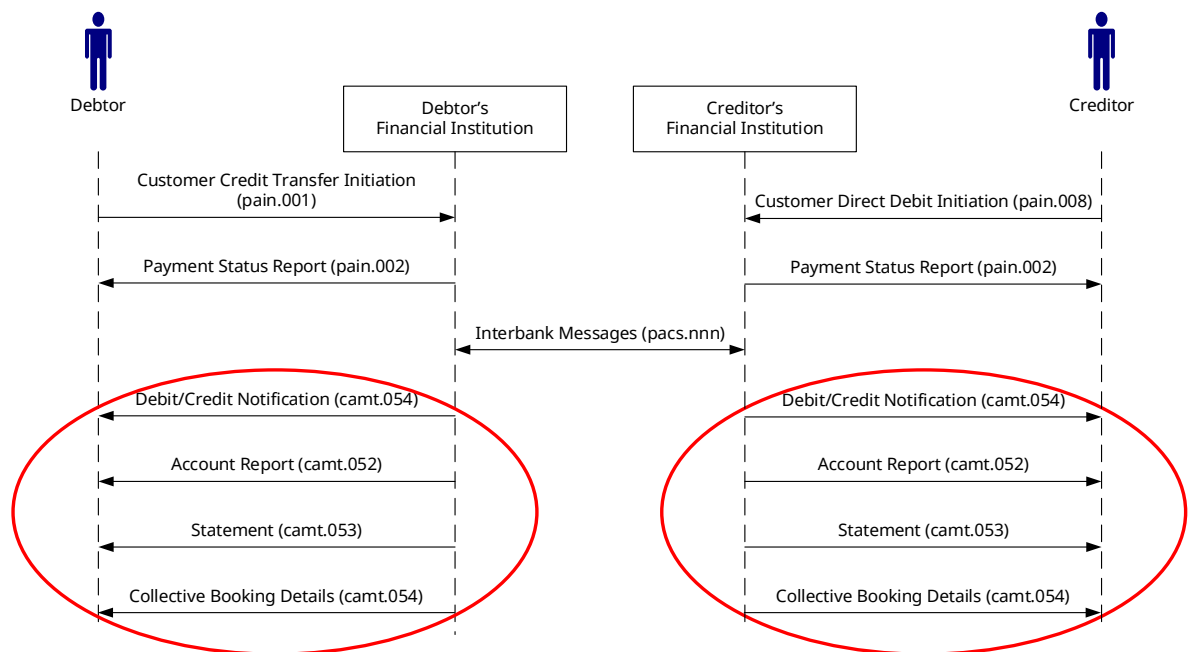 Debtor
Debtor’s
Financial Institution
Creditor’s
Financial Institution
Creditor
Customer Credit Transfer Initiation
(pain.001)
Customer Direct Debit Initiation (pain.008)
Payment Status Report (pain.002)
Payment Status Report (pain.002)
Interbank Messages (pacs.nnn)
Debit/Credit Notification (camt.054)
Debit/Credit Notification (camt.054)
Account Report (camt.052)
Account Report (camt.052)
Statement (camt.053)
Statement (camt.053)
Collective Booking Details (camt.054)
Collective Booking Details (camt.054)